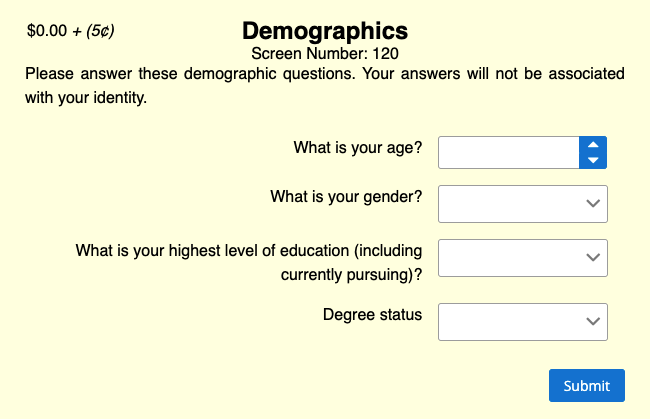 $0.00 + (5¢)
Demographics
Screen Number: 120
Please answer these demographic questions. Your answers will not be associated
with your identity.
What is your age?
What is your gender?
What is your highest level of education (including
currently pursuing)?
Degree status
Submit